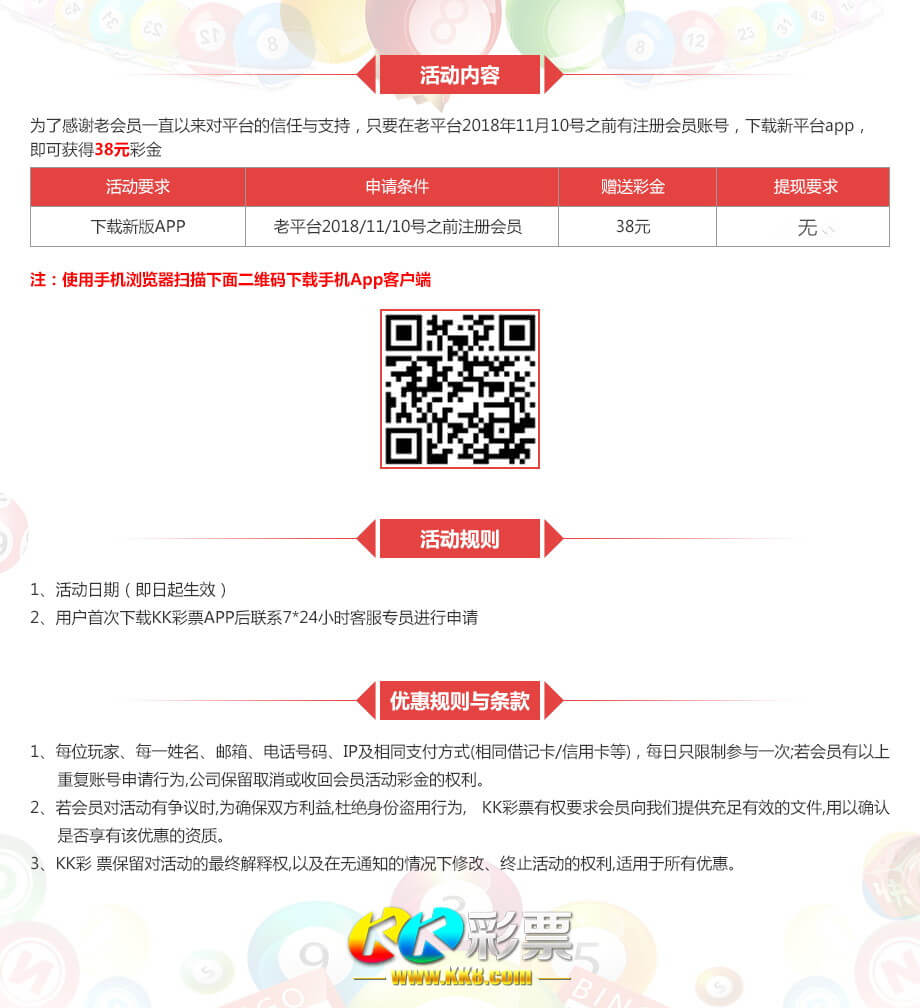 活动内容
为了感谢老会员一直以来对平台的信任与支持，只要在老平台2018年11月10号之前有注册会员账号，下载新平台app，
即可获得38元彩金
活动要求 申请条件 赠送彩金 提现要求
下载新版APP 老平台2018/11/10号之前注册会员 38元 无
注：使用手机浏览器扫描下面二维码下载手机App客户端
活动规则
1、活动日期（即日起生效）
2、用户首次下载KK彩票APP后联系7*24小时客服专员进行申请
优惠规则与条款
1、每位玩家、每一姓名、邮箱、电话号码、IP及相同支付方式(相同借记卡/信用卡等)，每日只限制参与一次;若会员有以上
重复账号申请行为,公司保留取消或收回会员活动彩金的权利。
2、若会员对活动有争议时,为确保双方利益,杜绝身份盗用行为, KK彩票有权要求会员向我们提供充足有效的文件,用以确认
是否享有该优惠的资质。
3、KK彩 票保留对活动的最终解释权,以及在无通知的情况下修改、终止活动的权利,适用于所有优惠。
KK彩票
www.KK8.com